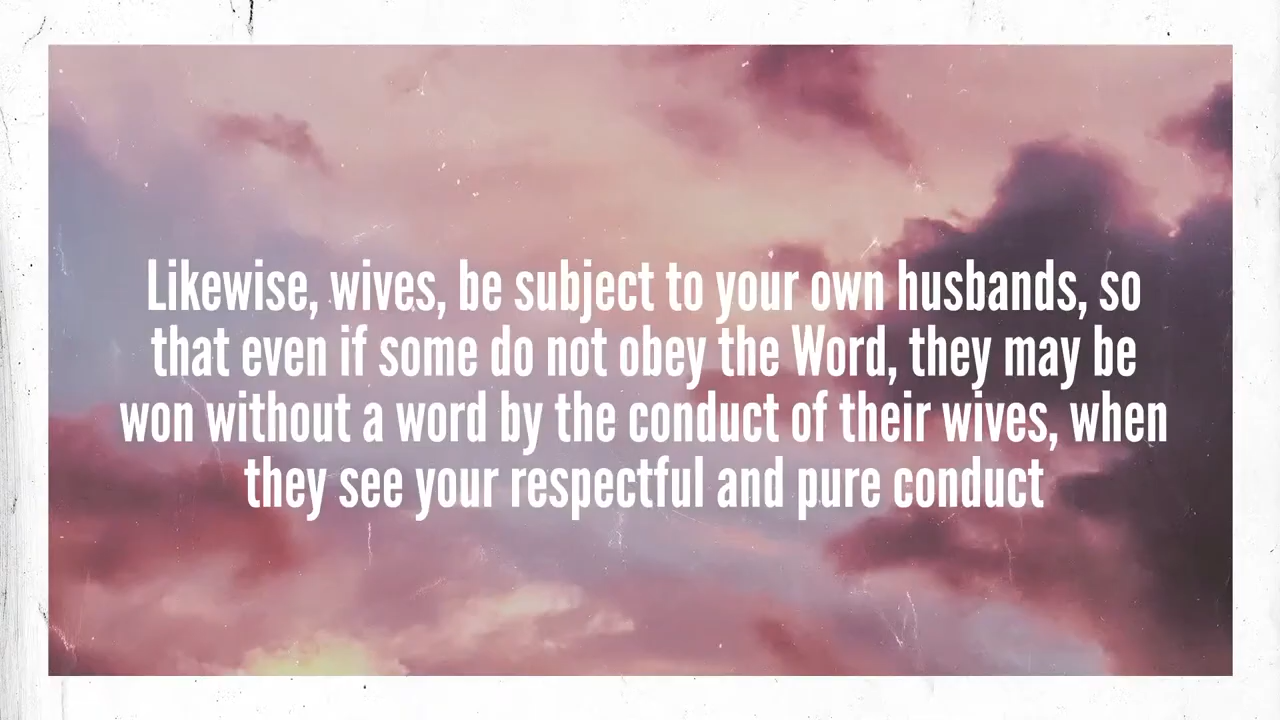 Likewise, wives, be subject to your own husbands, so
that even if some do not obey the Word, they may be
won without a word by the conduct of their wives, when
they see your respectful and pure conduct